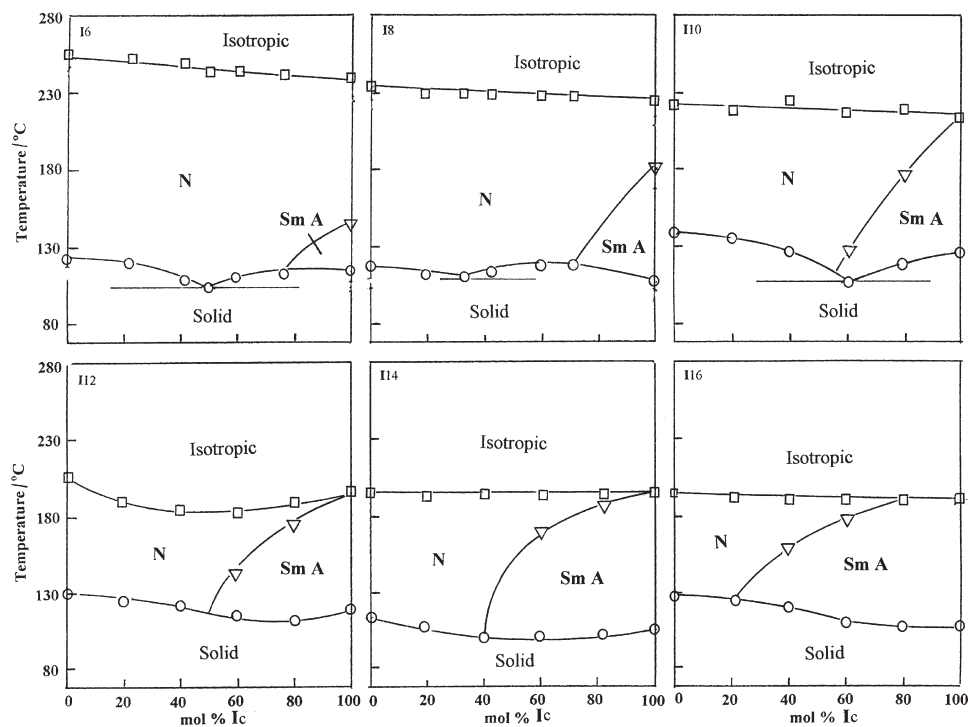 280
230
180
130
80
Temperature/°C
I6
Isotropic
N
Sm A
Solid
I8
Isotropic
N
Sm A
Solid
I10
Isotropic
N
Sm A
Solid
280
230
180
130
80
Temperature/°C
I12
Isotropic
N
Sm A
Solid
0 20 40 60 80 100
mol % Ic
I14
Isotropic
N
Sm A
Solid
0 20 40 60 80 100
mol % Ic
I16
Isotropic
N
Sm A
Solid
0 20 40 60 80 100
mol % Ic